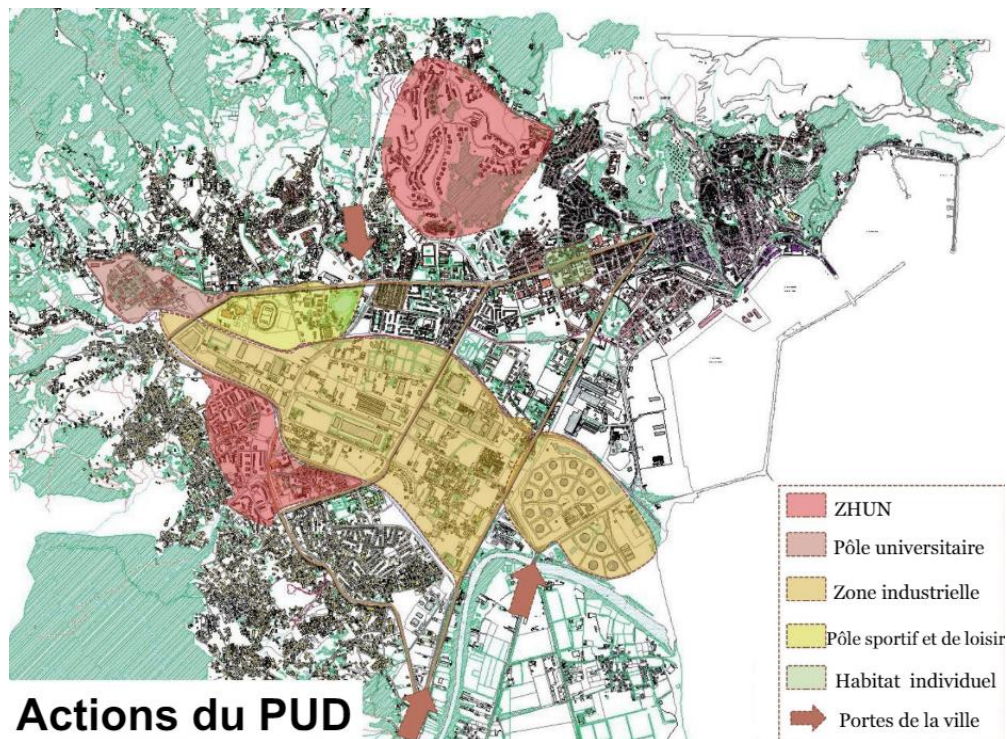 ZHUN
Pôle universitaire
Zone industrielle
Pôle sportif et de loisir
Habitat individuel
Portes de la ville
Actions du PUD